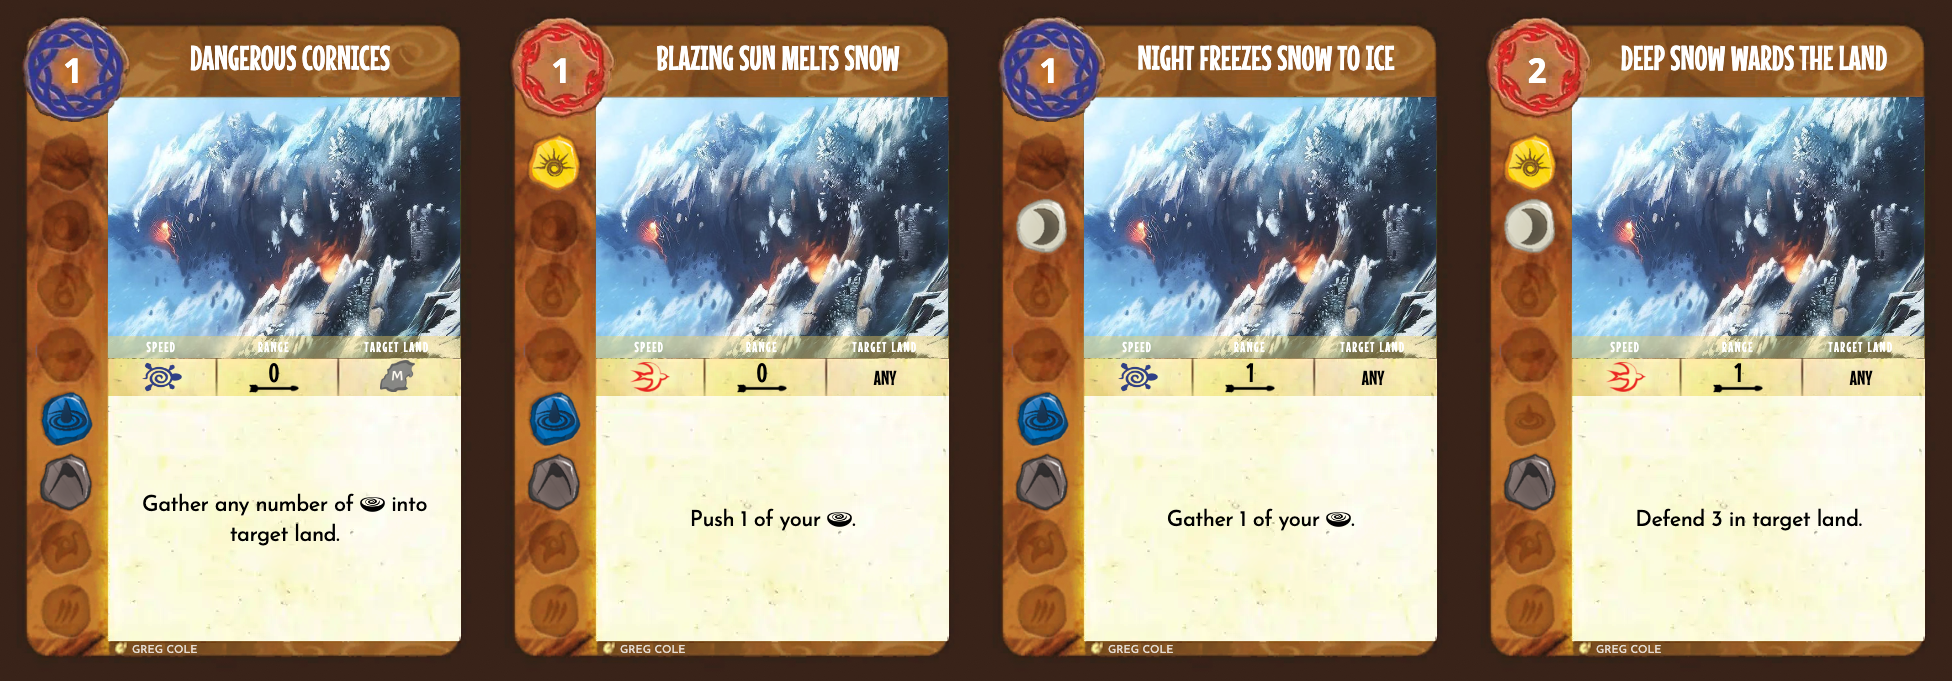 1
DANGEROUS CORNICES
SPEED RANGE TARGET LAND
0 M
Gather any number of into
target land.
GREG COLE
1
BLAZING SUN MELTS SNOW
SPEED RANGE TARGET LAND
0 ANY
Push 1 of your .
GREG COLE
1
NIGHT FREEZES SNOW TO ICE
SPEED RANGE TARGET LAND
1 ANY
Gather 1 of your .
GREG COLE
2
DEEP SNOW WARDS THE LAND
SPEED RANGE TARGET LAND
1 ANY
Defend 3 in target land.
GREG COLE